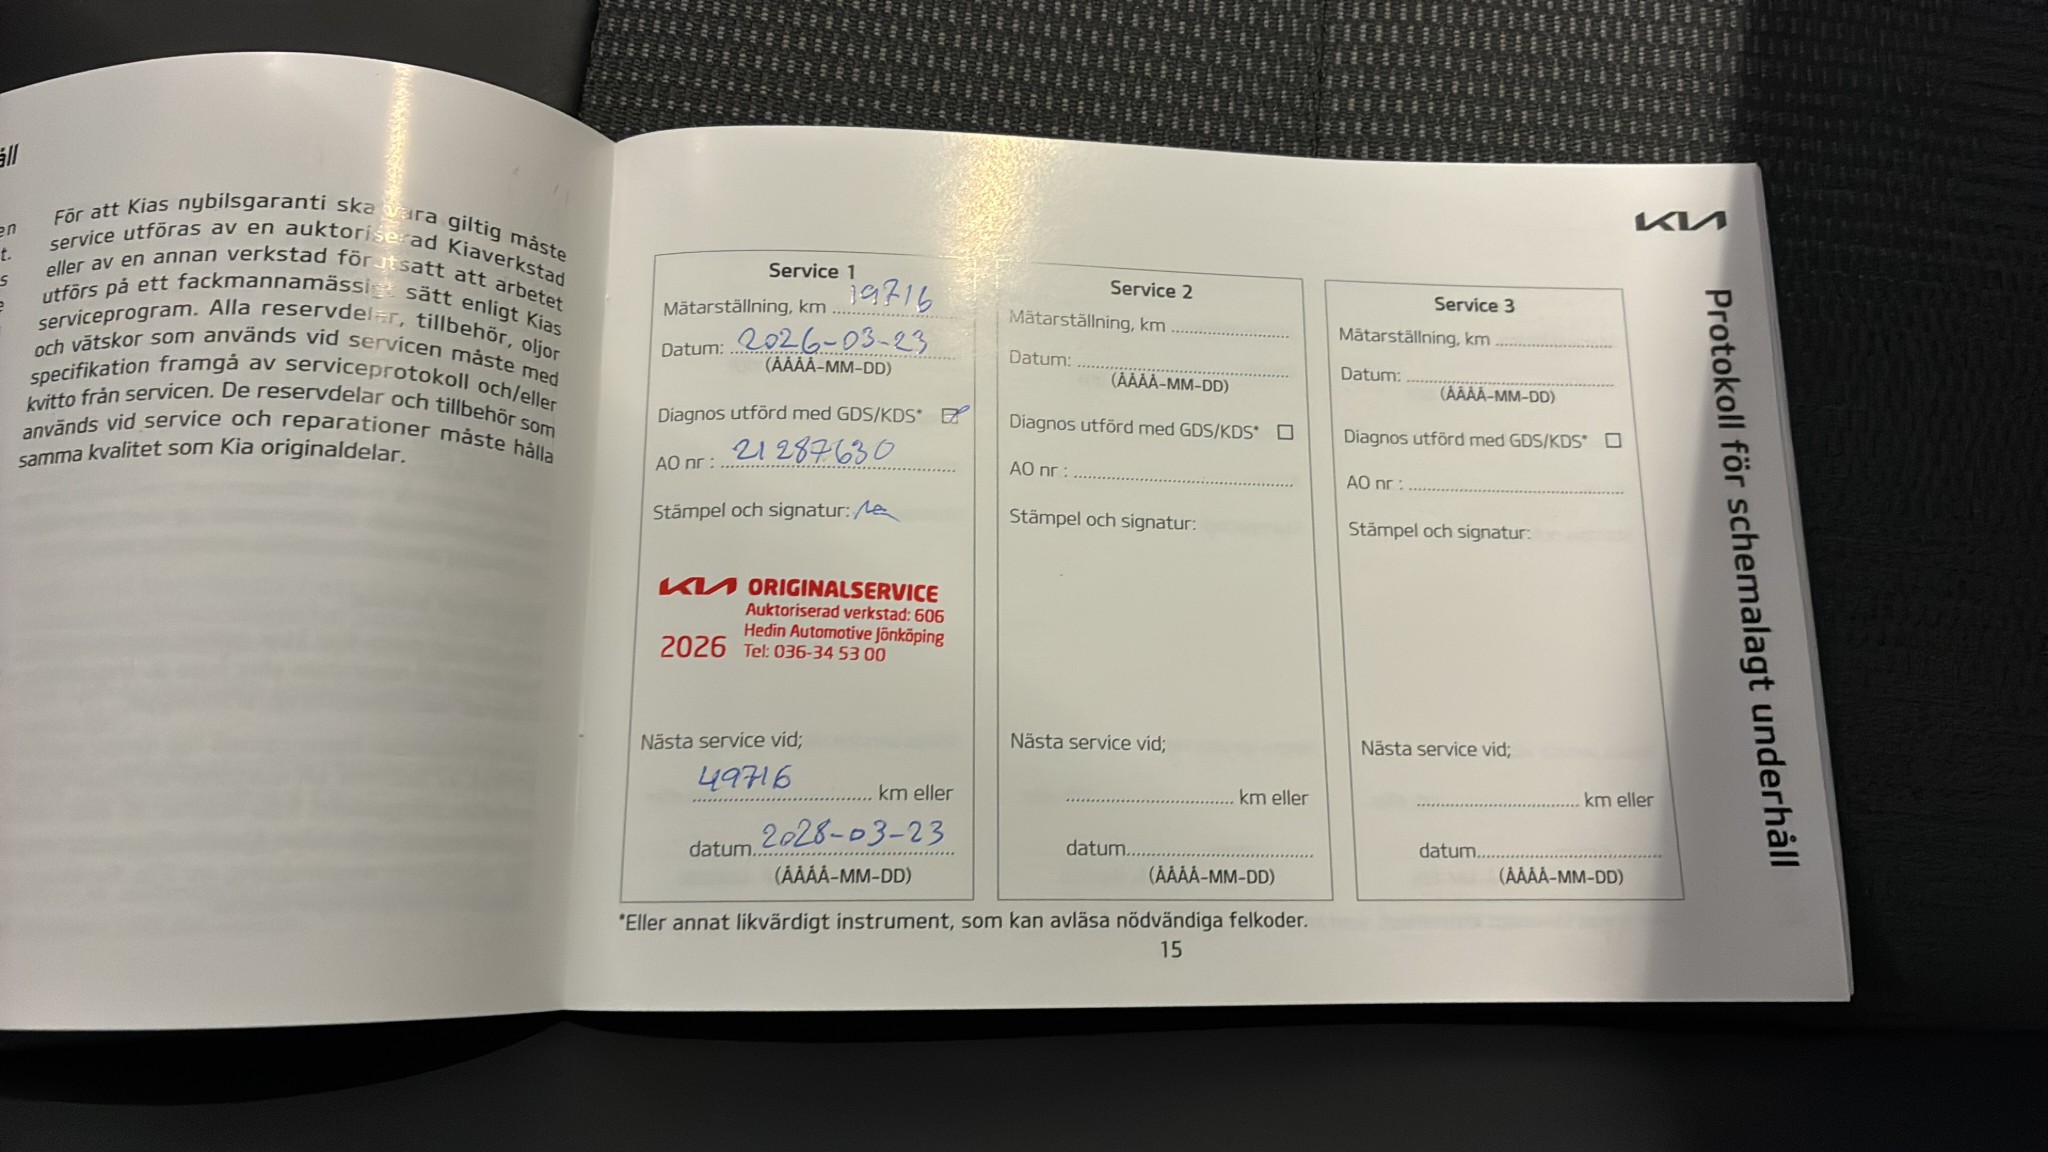 åll
en
t.
s
För att Kias nybilsgaranti ska vara giltig måste
service utföras av en auktoriserad Kiaverkstad
eller av en annan verkstad förutsatt att arbetet
utförs på ett fackmannamässigt sätt enligt Kias
serviceprogram. Alla reservdelar, tillbehör, oljor
och vätskor som används vid servicen måste med
specifikation framgå av serviceprotokoll och/eller
kvitto från servicen. De reservdelar och tillbehör som
används vid service och reparationer måste hålla
samma kvalitet som Kia originaldelar.
KIA
Protokoll för schemalagt underhåll
Service 1
Mätarställning, km 19716
Datum: 2026-03-23
(ÅÅÅÅ-MM-DD)
Diagnos utförd med GDS/KDS*
AO nr : 21287630
Stämpel och signatur:
KIA ORIGINALSERVICE
Auktoriserad verkstad: 606
Hedin Automotive Jönköping
2026 Tel: 036-34 53 00
Nästa service vid;
49716 km eller
datum 2028-03-23
(ÅÅÅÅ-MM-DD)
Service 2
Mätarställning, km
Datum:
(ÅÅÅÅ-MM-DD)
Diagnos utförd med GDS/KDS*
AO nr :
Stämpel och signatur:
Nästa service vid;
km eller
datum
(ÅÅÅÅ-MM-DD)
Service 3
Mätarställning, km
Datum:
(ÅÅÅÅ-MM-DD)
Diagnos utförd med GDS/KDS*
AO nr :
Stämpel och signatur:
Nästa service vid;
km eller
datum
(ÅÅÅÅ-MM-DD)
*Eller annat likvärdigt instrument, som kan avläsa nödvändiga felkoder.
15